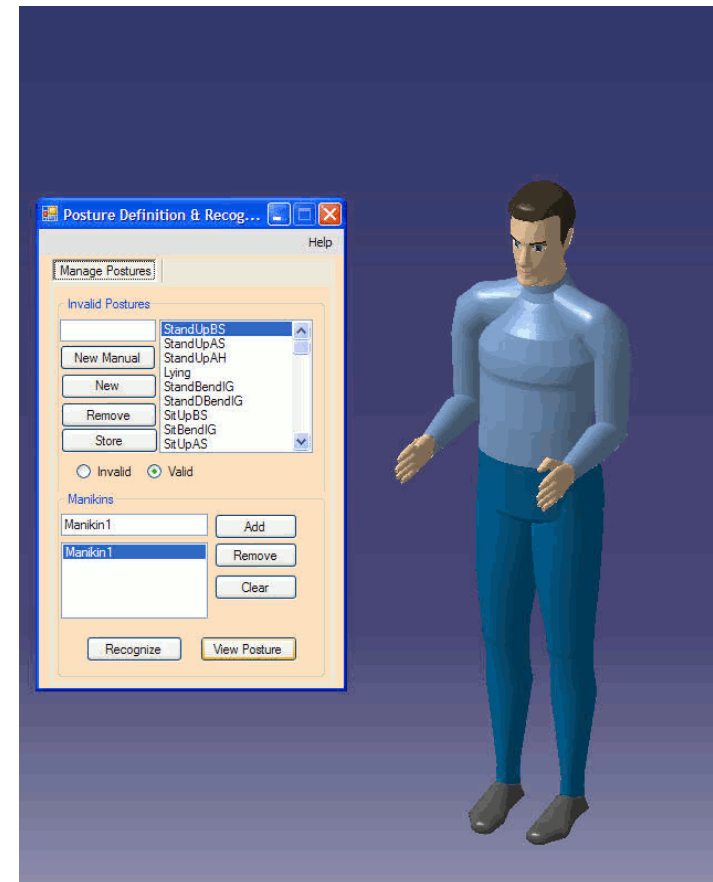 Posture Definition & Recog...
Help
Manage Postures
Invalid Postures
StandUpBS
StandUpAS
New Manual
StandUpAH
Lying
New
StandBendIG
StandDBendIG
Remove
SitUpBS
SitBendIG
Store
SitUpAS
Invalid Valid
Manikins
Manikin1
Add
Manikin1
Remove
Clear
Recognize View Posture